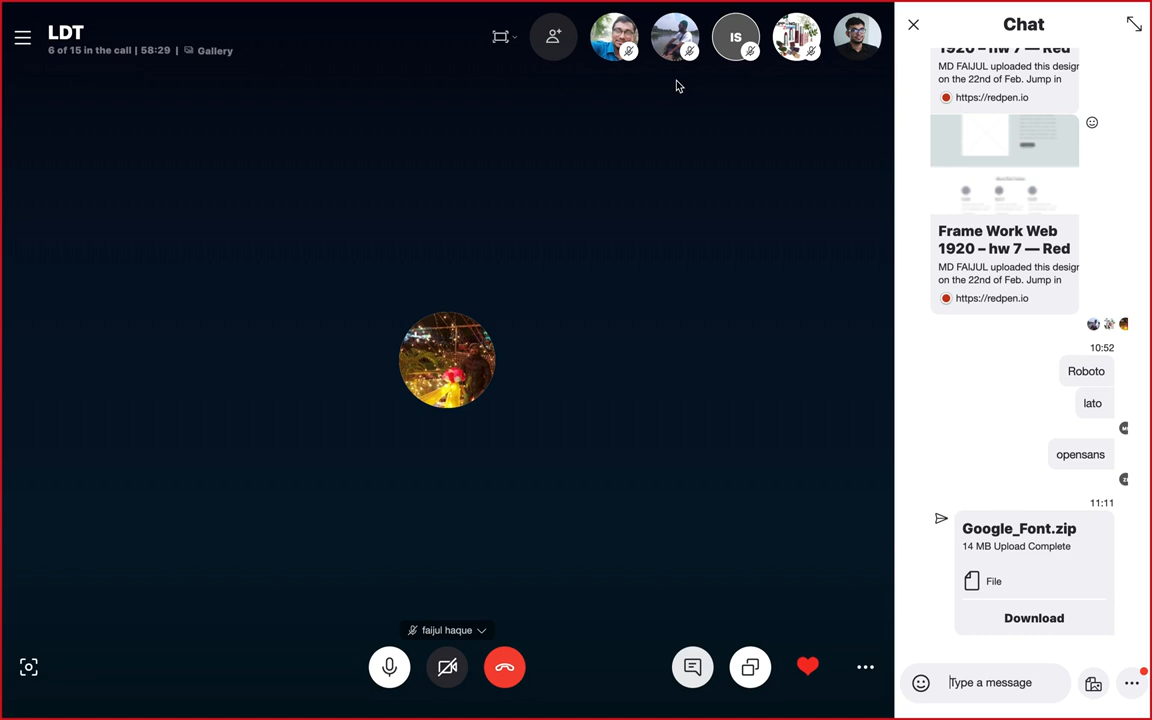 LDT
6 of 15 in the call | 58:29 | Gallery
IS
faijul haque
Chat
1920 – hw 7 — Red
MD FAIJUL uploaded this design
on the 22nd of Feb. Jump in
https://redpen.io
Frame Work Web
1920 – hw 7 — Red
MD FAIJUL uploaded this design
on the 22nd of Feb. Jump in
https://redpen.io
10:52
Roboto
lato
opensans
11:11
Google_Font.zip
14 MB Upload Complete
File
Download
Type a message